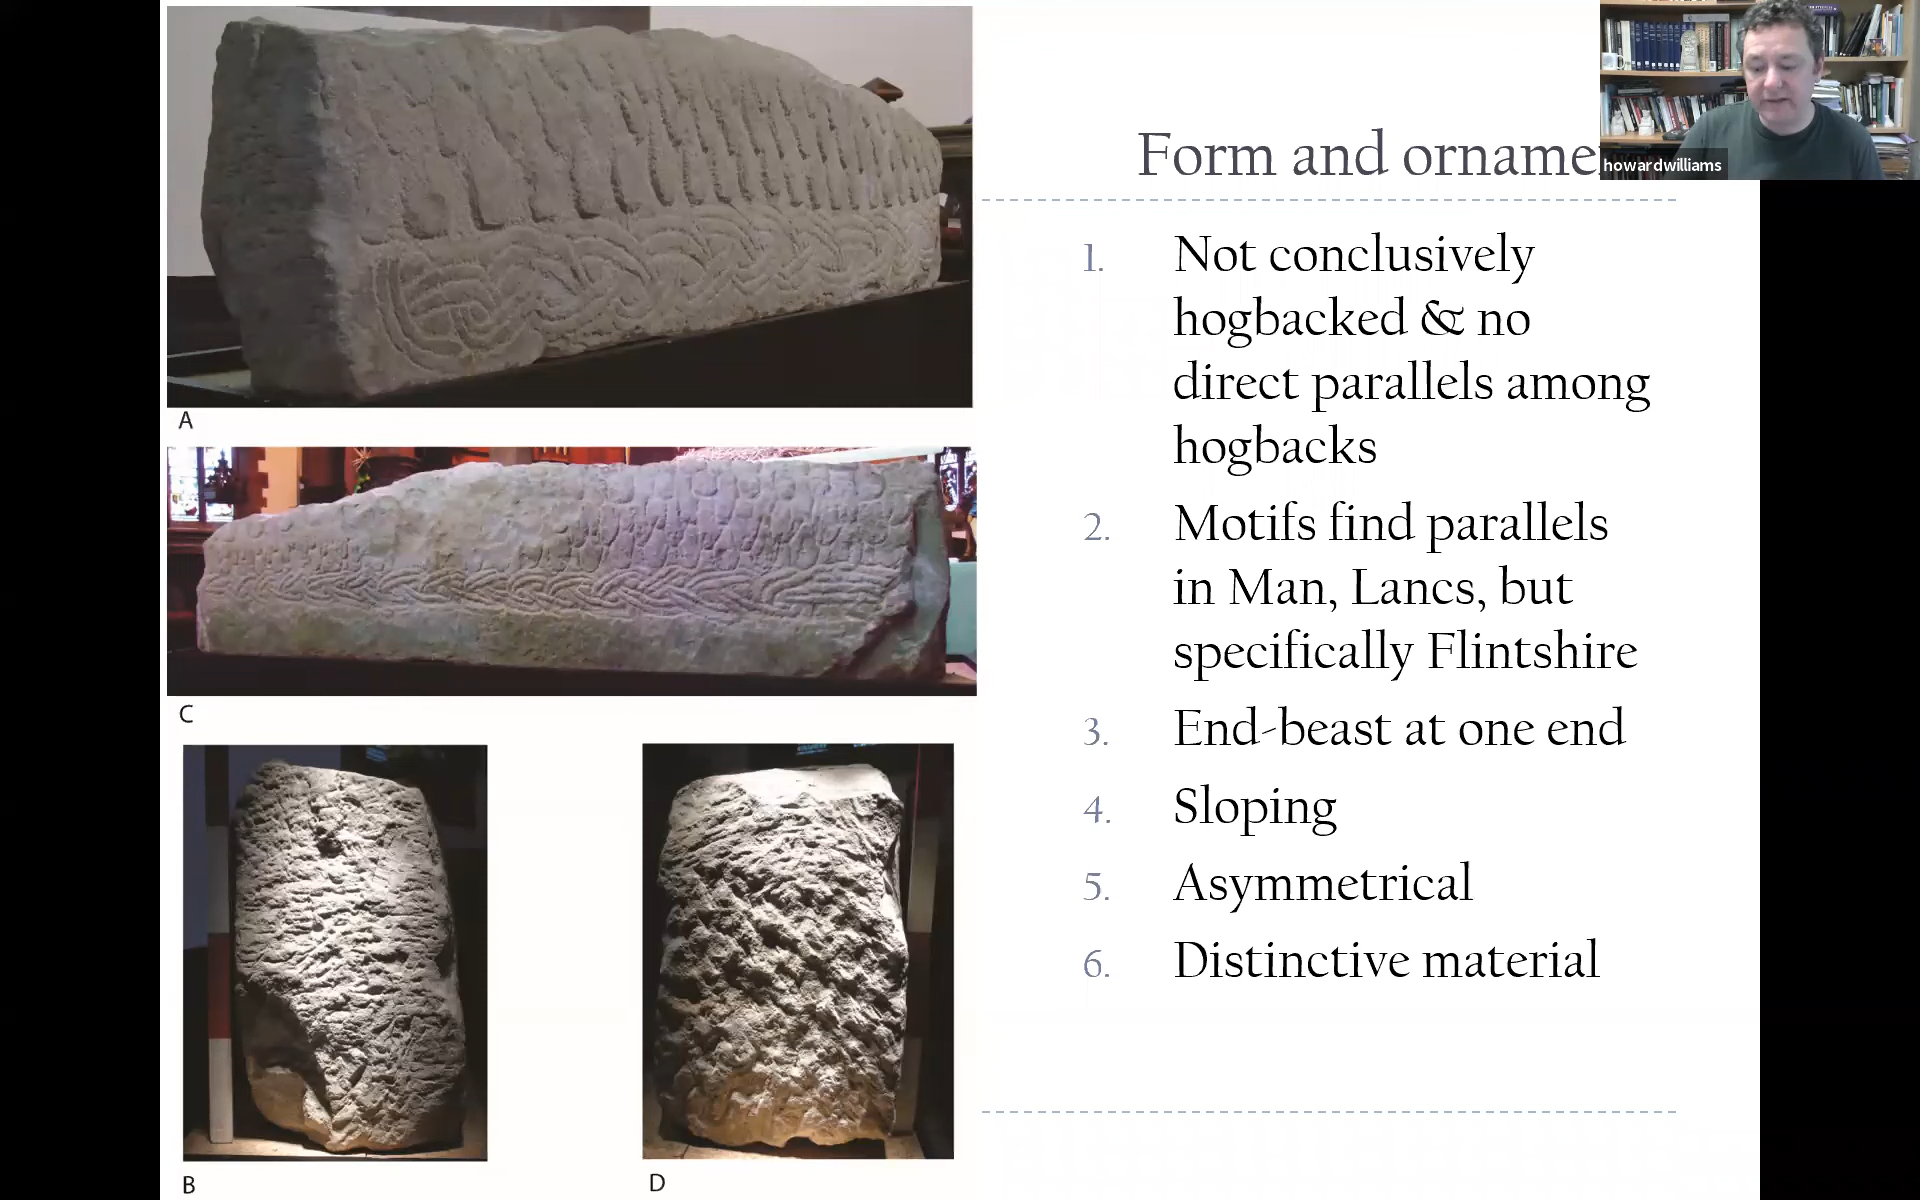 Form and orname
howardwilliams
A
1. Not conclusively
hogbacked & no
direct parallels among
hogbacks
2. Motifs find parallels
in Man, Lancs, but
specifically Flintshire
3. End-beast at one end
4. Sloping
5. Asymmetrical
6. Distinctive material
C
B
D